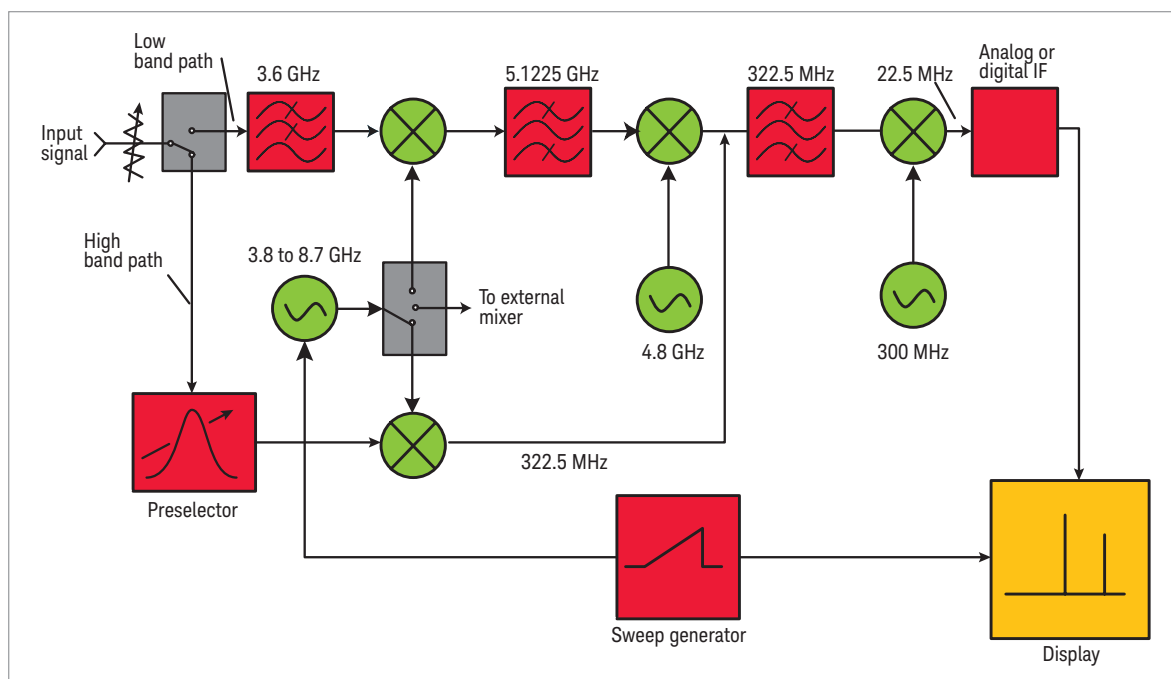 Low
band path
3.6 GHz
5.1225 GHz
322.5 MHz
22.5 MHz
Analog or
digital IF
Input
signal
High
band path
3.8 to 8.7 GHz
To external
mixer
4.8 GHz
300 MHz
322.5 MHz
Preselector
Sweep generator
Display